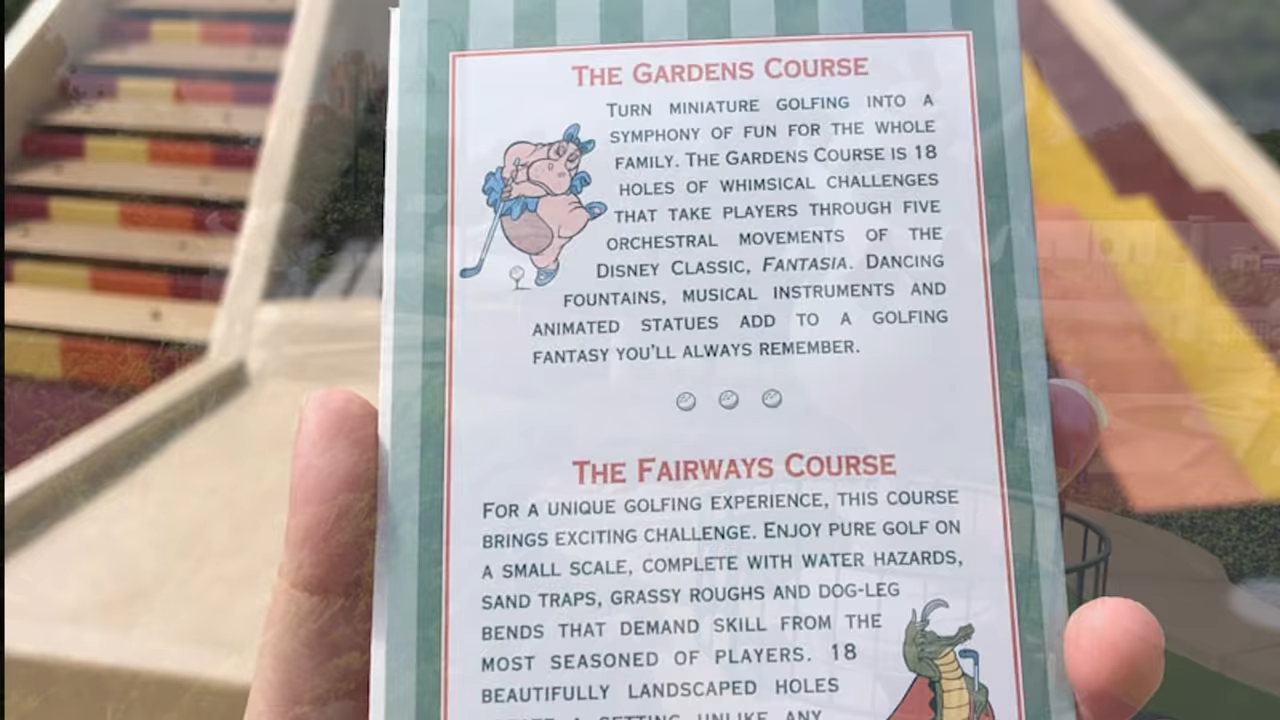 THE GARDENS COURSE
TURN MINIATURE GOLFING INTO A
SYMPHONY OF FUN FOR THE WHOLE
FAMILY. THE GARDENS COURSE IS 18
HOLES OF WHIMSICAL CHALLENGES
THAT TAKE PLAYERS THROUGH FIVE
ORCHESTRAL MOVEMENTS OF THE
DISNEY CLASSIC, FANTASIA. DANCING
FOUNTAINS, MUSICAL INSTRUMENTS AND
ANIMATED STATUES ADD TO A GOLFING
FANTASY YOU'LL ALWAYS REMEMBER.
THE FAIRWAYS COURSE
FOR A UNIQUE GOLFING EXPERIENCE, THIS COURSE
BRINGS EXCITING CHALLENGE. ENJOY PURE GOLF ON
A SMALL SCALE, COMPLETE WITH WATER HAZARDS,
SAND TRAPS, GRASSY ROUGHS AND DOG-LEG
BENDS THAT DEMAND SKILL FROM THE
MOST SEASONED OF PLAYERS. 18
BEAUTIFULLY LANDSCAPED HOLES
A SETTING UNLIKE ANY